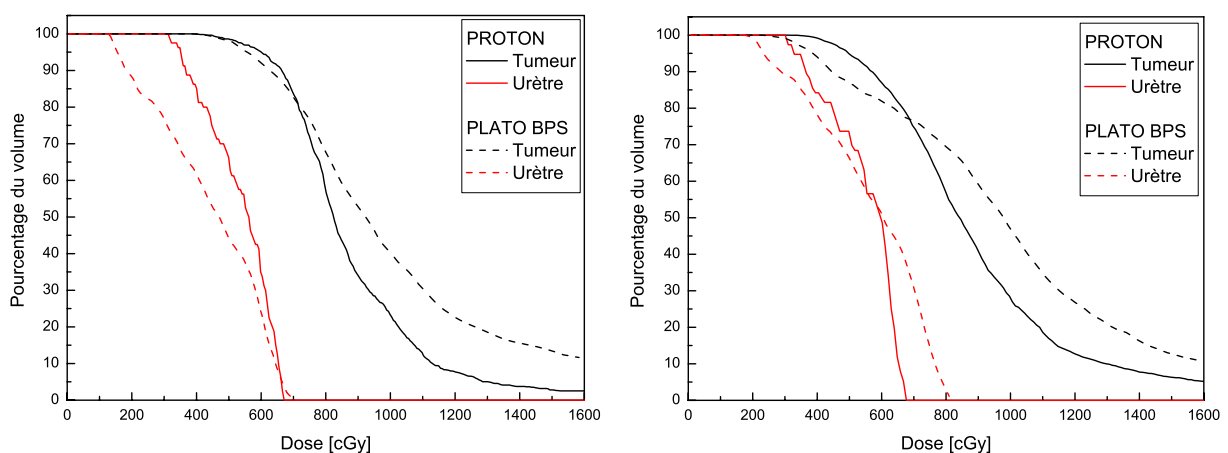 100
90
80
70
60
50
40
30
20
10
0
Pourcentage du volume
PROTON
Tumeur
Urètre
PLATO BPS
Tumeur
Urètre
0 200 400 600 800 1000 1200 1400 1600
Dose [cGy]
100
90
80
70
60
50
40
30
20
10
0
Pourcentage du volume
PROTON
Tumeur
Urètre
PLATO BPS
Tumeur
Urètre
0 200 400 600 800 1000 1200 1400 1600
Dose [cGy]